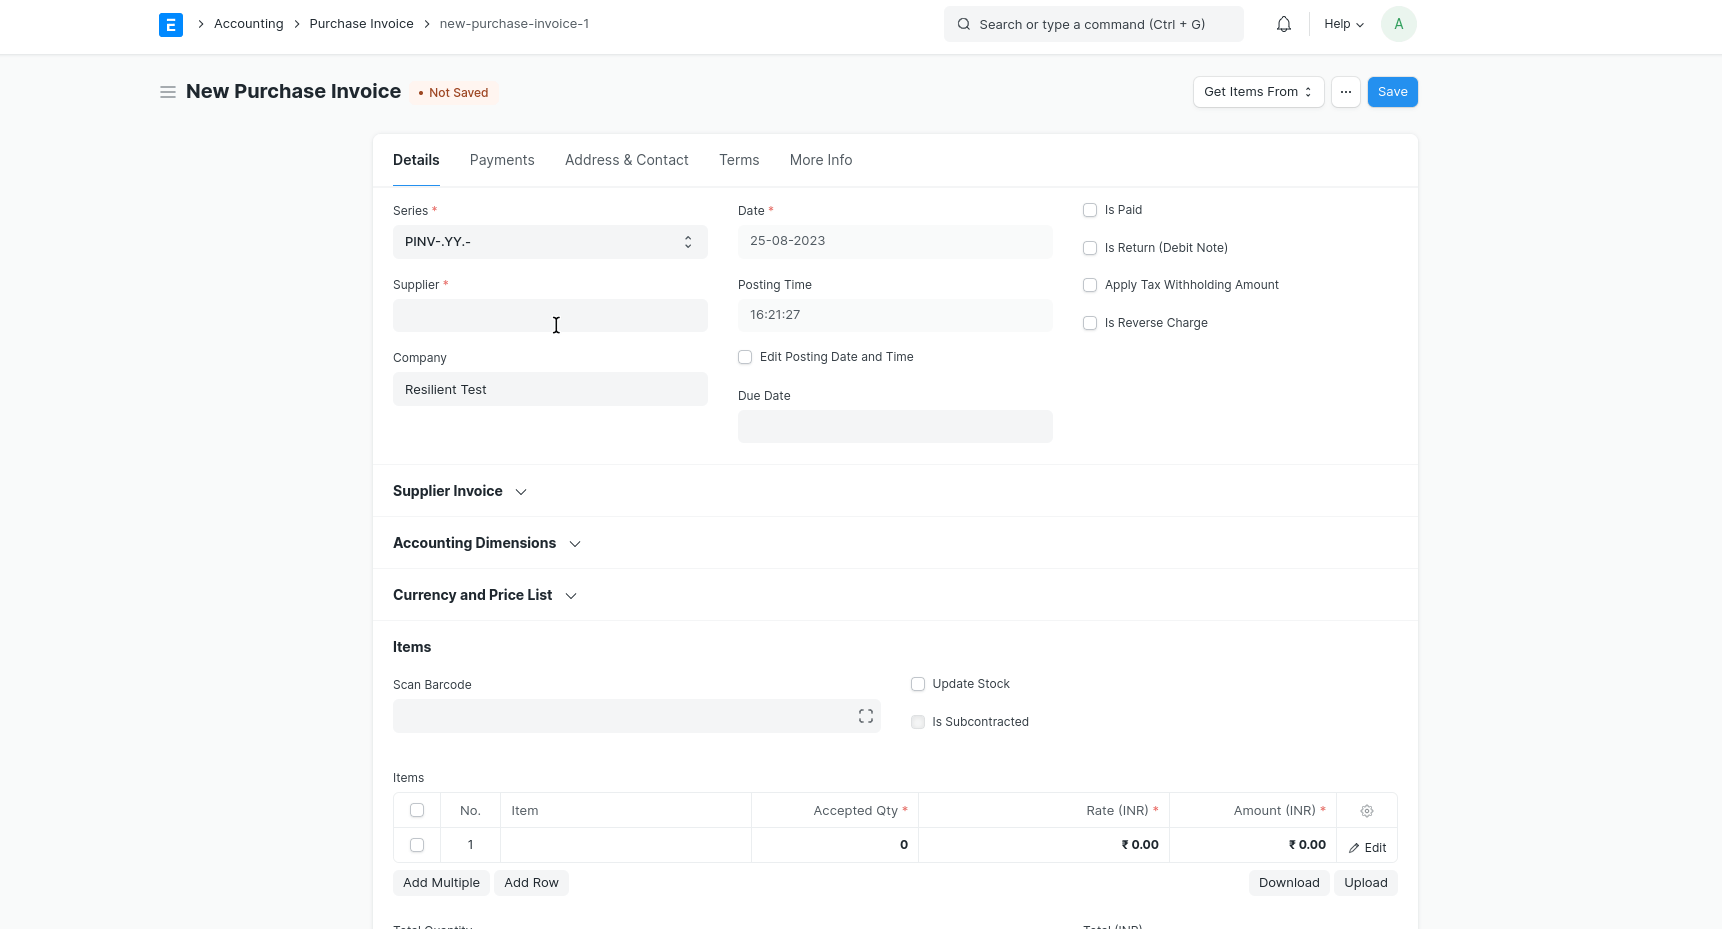 Accounting > Purchase Invoice > new-purchase-invoice-1
Search or type a command (Ctrl + G)
Help
A
New Purchase Invoice
• Not Saved
Get Items From
...
Save
Details Payments Address & Contact Terms More Info
Series *
PINV-.YY.-
Supplier *
Company
Resilient Test
Date *
25-08-2023
Posting Time
16:21:27
Edit Posting Date and Time
Due Date
Is Paid
Is Return (Debit Note)
Apply Tax Withholding Amount
Is Reverse Charge
Supplier Invoice
Accounting Dimensions
Currency and Price List
Items
Scan Barcode
Update Stock
Is Subcontracted
Items
No. Item Accepted Qty * Rate (INR) * Amount (INR) *
1 0 ₹ 0.00 ₹ 0.00 Edit
Add Multiple Add Row Download Upload
Total Quantity Total (INR)